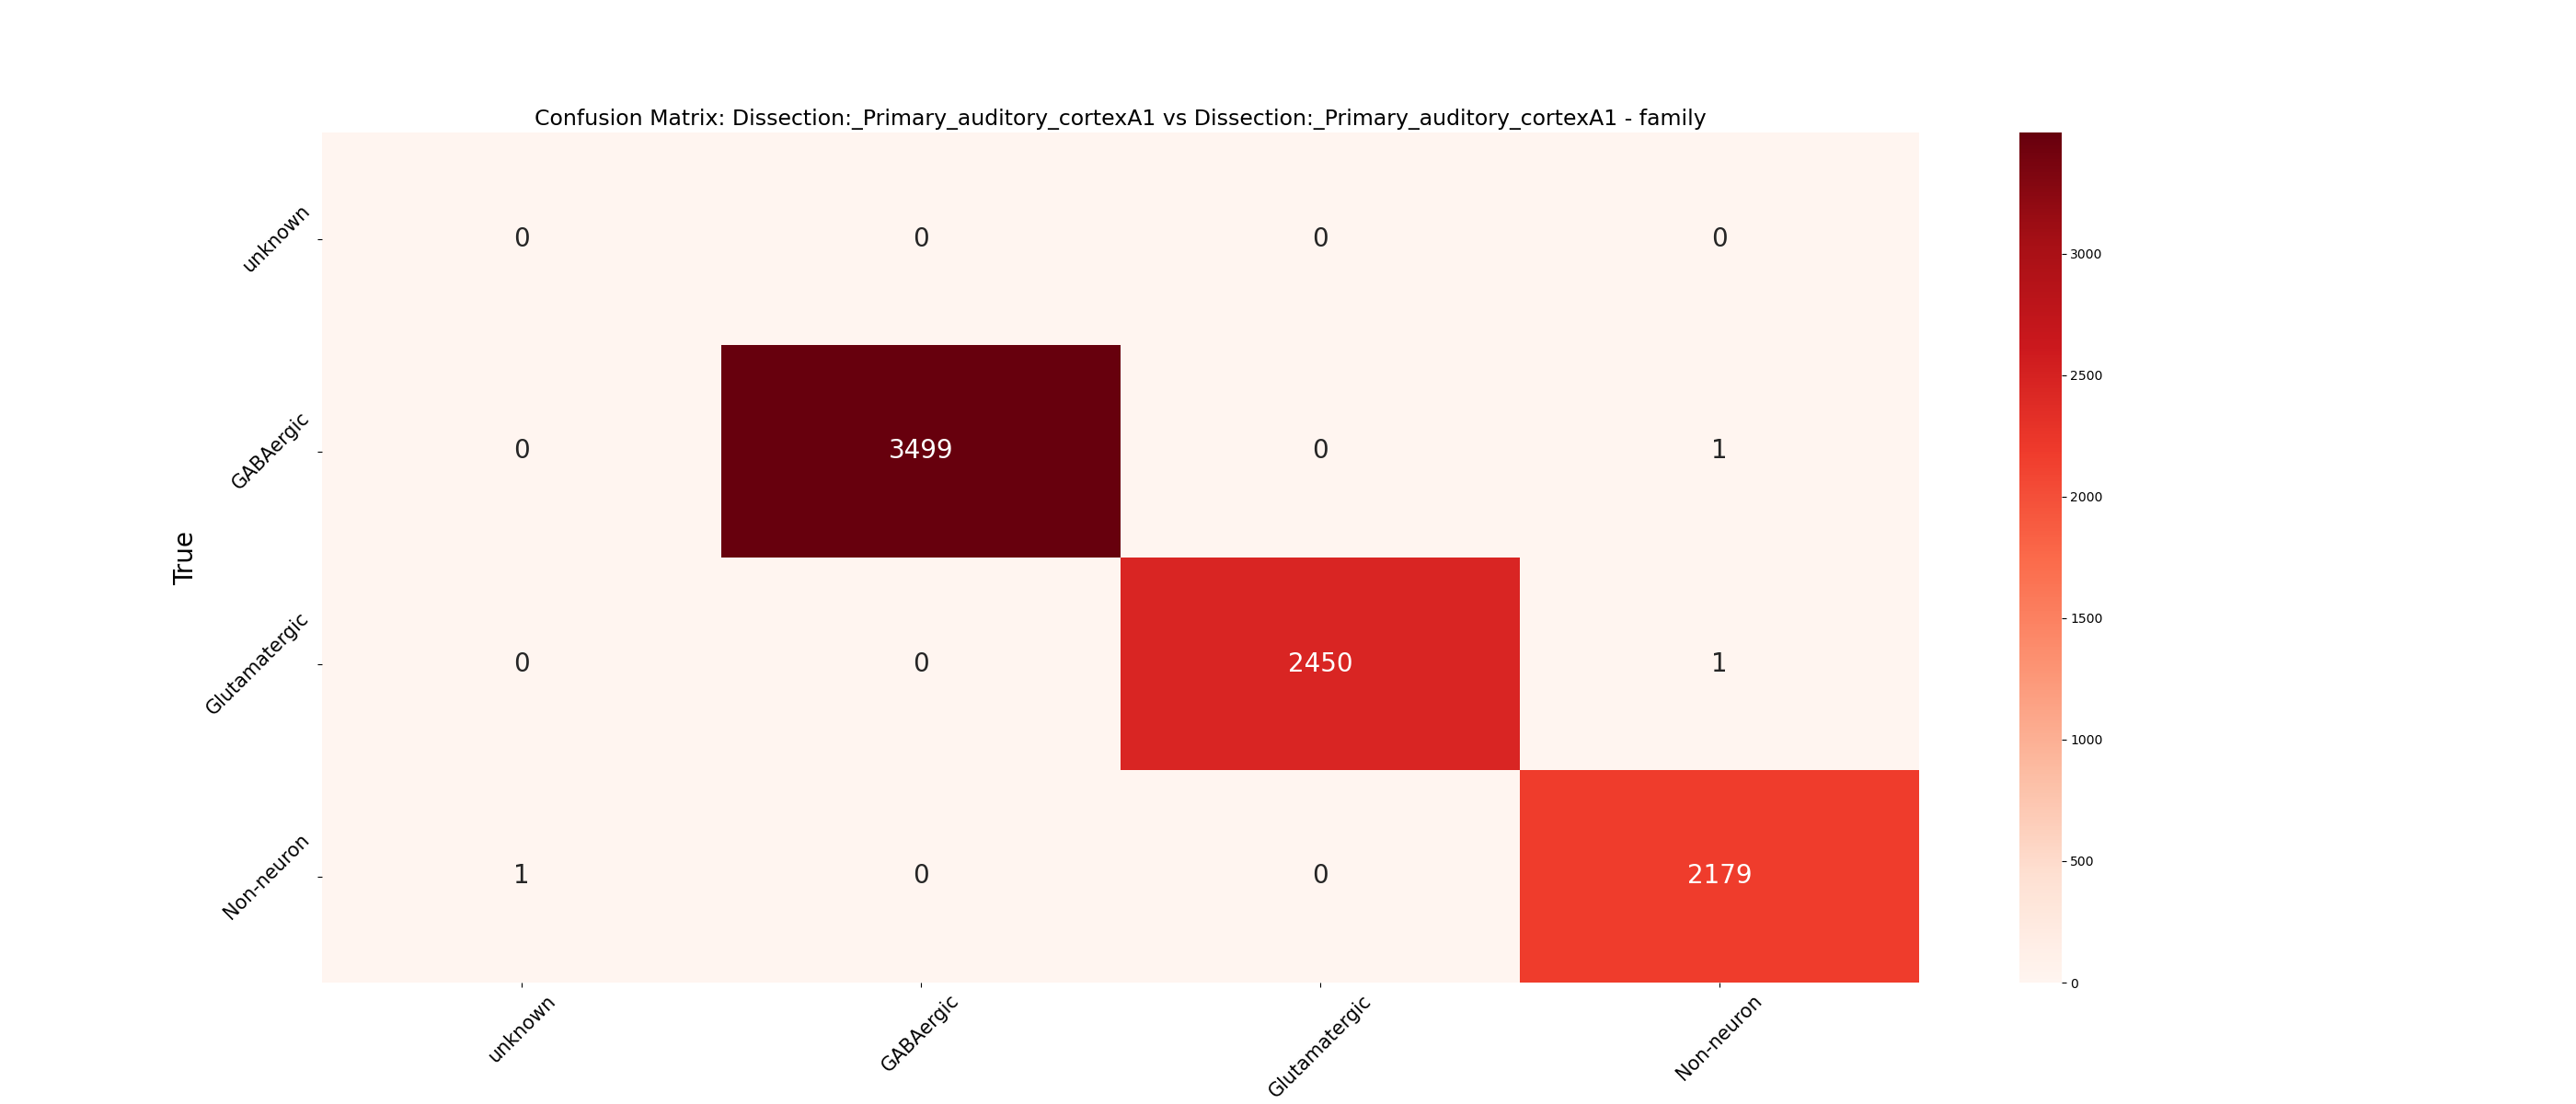 Confusion Matrix: Dissection:_Primary_auditory_cortexA1 vs Dissection:_Primary_auditory_cortexA1 - family
True
unknown 0 0 0 0
GABAergic 0 3499 0 1
Glutamatergic 0 0 2450 1
Non-neuron 1 0 0 2179
unknown GABAergic Glutamatergic Non-neuron
3000
2500
2000
1500
1000
500
0